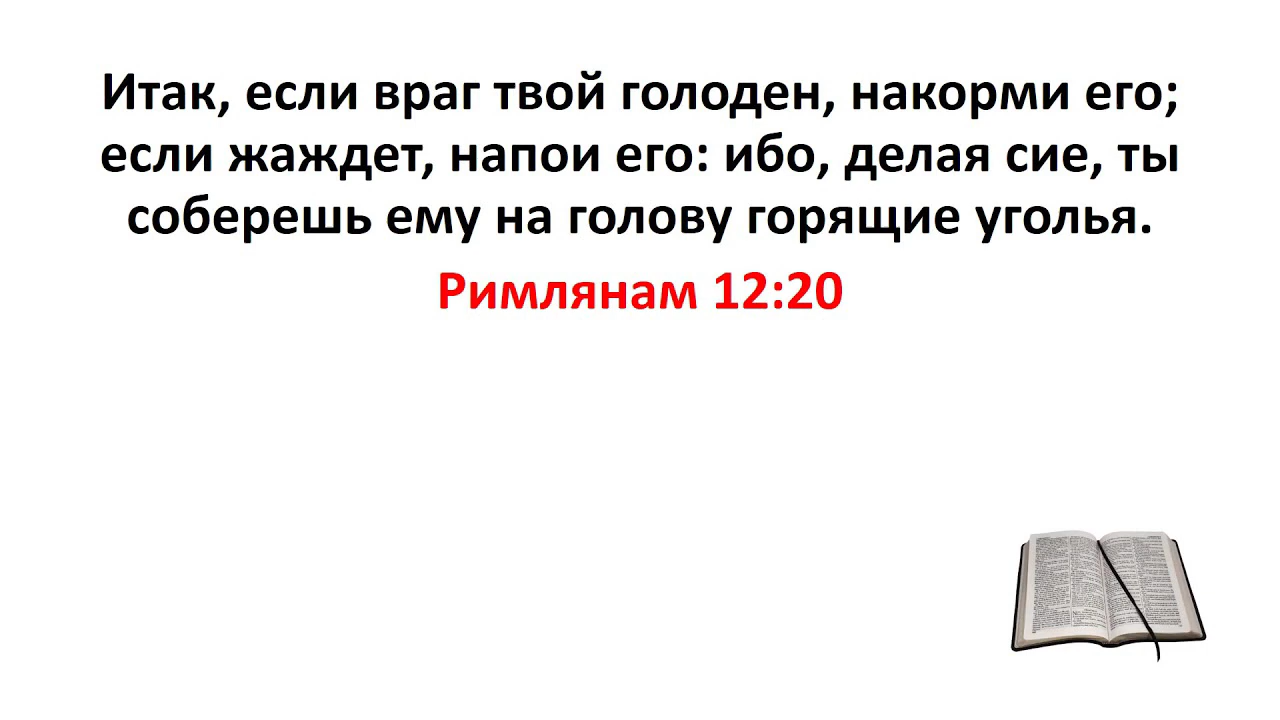 Итак, если враг твой голоден, накорми его;
если жаждет, напои его: ибо, делая сие, ты
соберешь ему на голову горящие уголья.
Римлянам 12:20